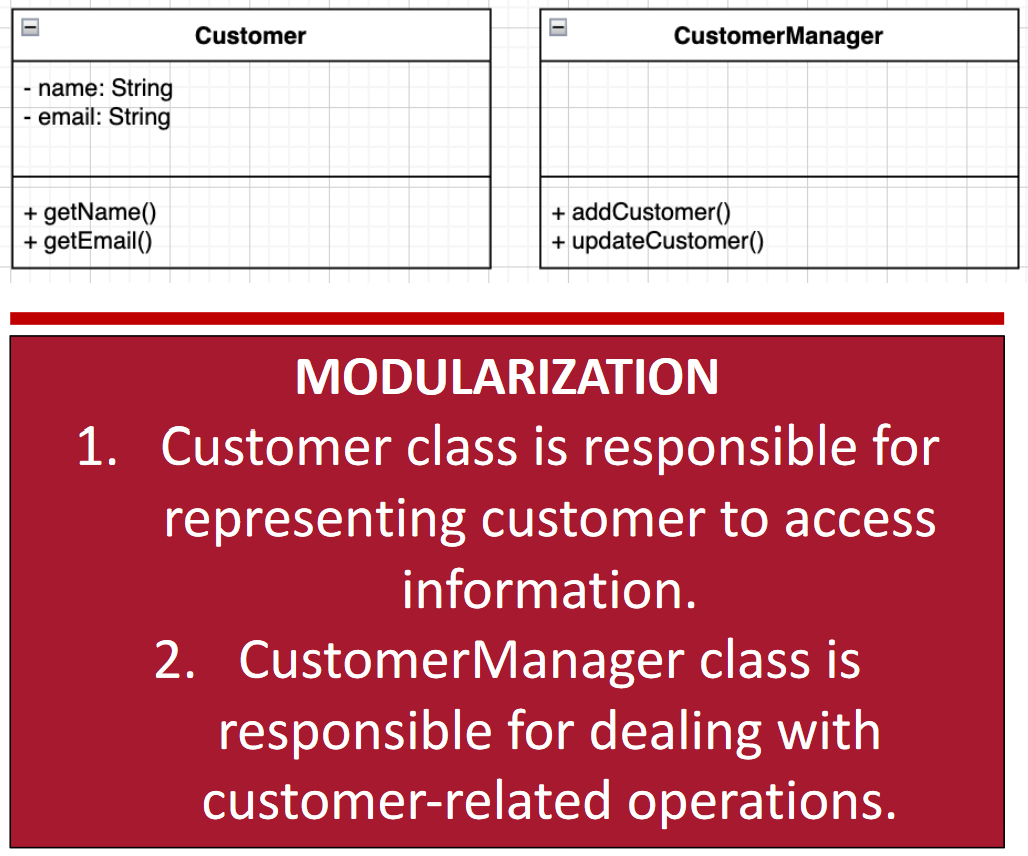 Customer
- name: String
- email: String
+ getName()
+ getEmail()
CustomerManager
+ addCustomer()
+ updateCustomer()
MODULARIZATION
1. Customer class is responsible for
representing customer to access
information.
2. CustomerManager class is
responsible for dealing with
customer-related operations.